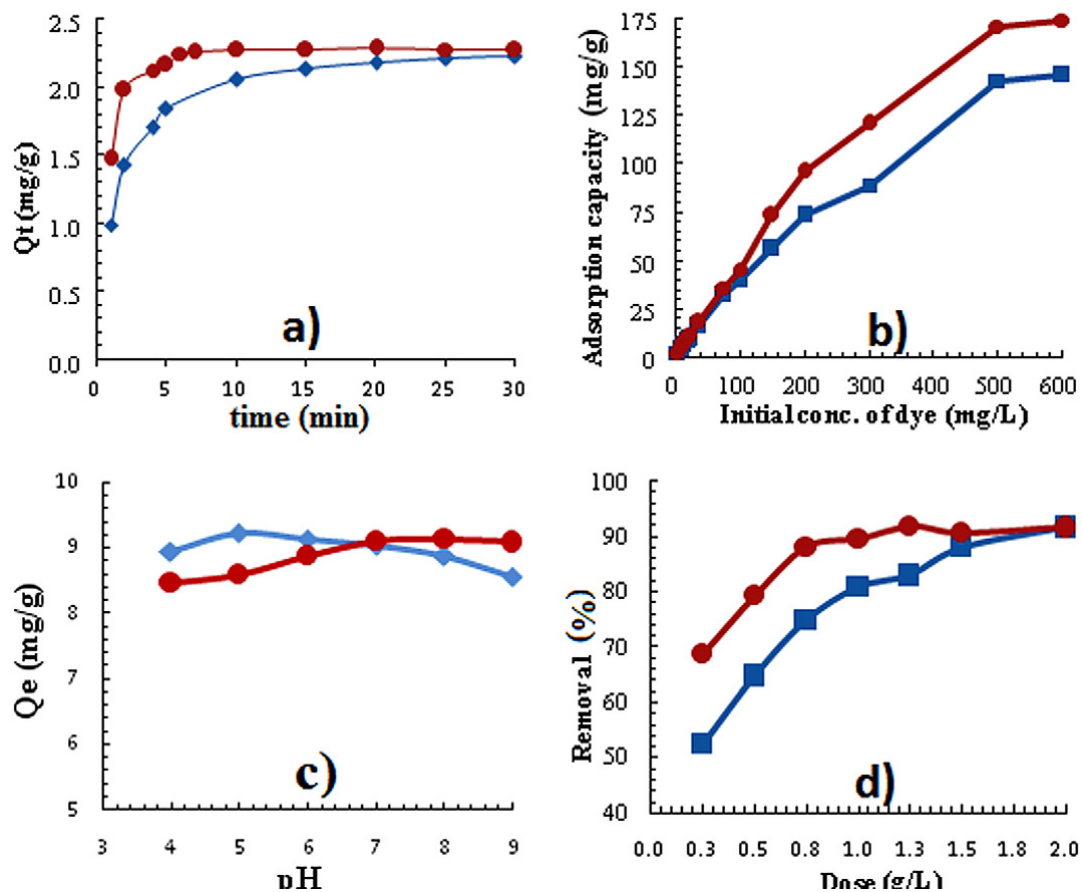 2.5
2.0
1.5
1.0
0.5
0.0
Qt (mg/g)
a)
0 5 10 15 20 25 30
time (min)
175
150
125
100
75
50
25
0
Adsorption capacity (mg/g)
b)
0 100 200 300 400 500 600
Initial conc. of dye (mg/L)
10
9
8
7
6
5
Qe (mg/g)
c)
3 4 5 6 7 8 9
pH
100
90
80
70
60
50
40
Removal (%)
d)
0.0 0.3 0.5 0.8 1.0 1.3 1.5 1.8 2.0
Dose (g/L)